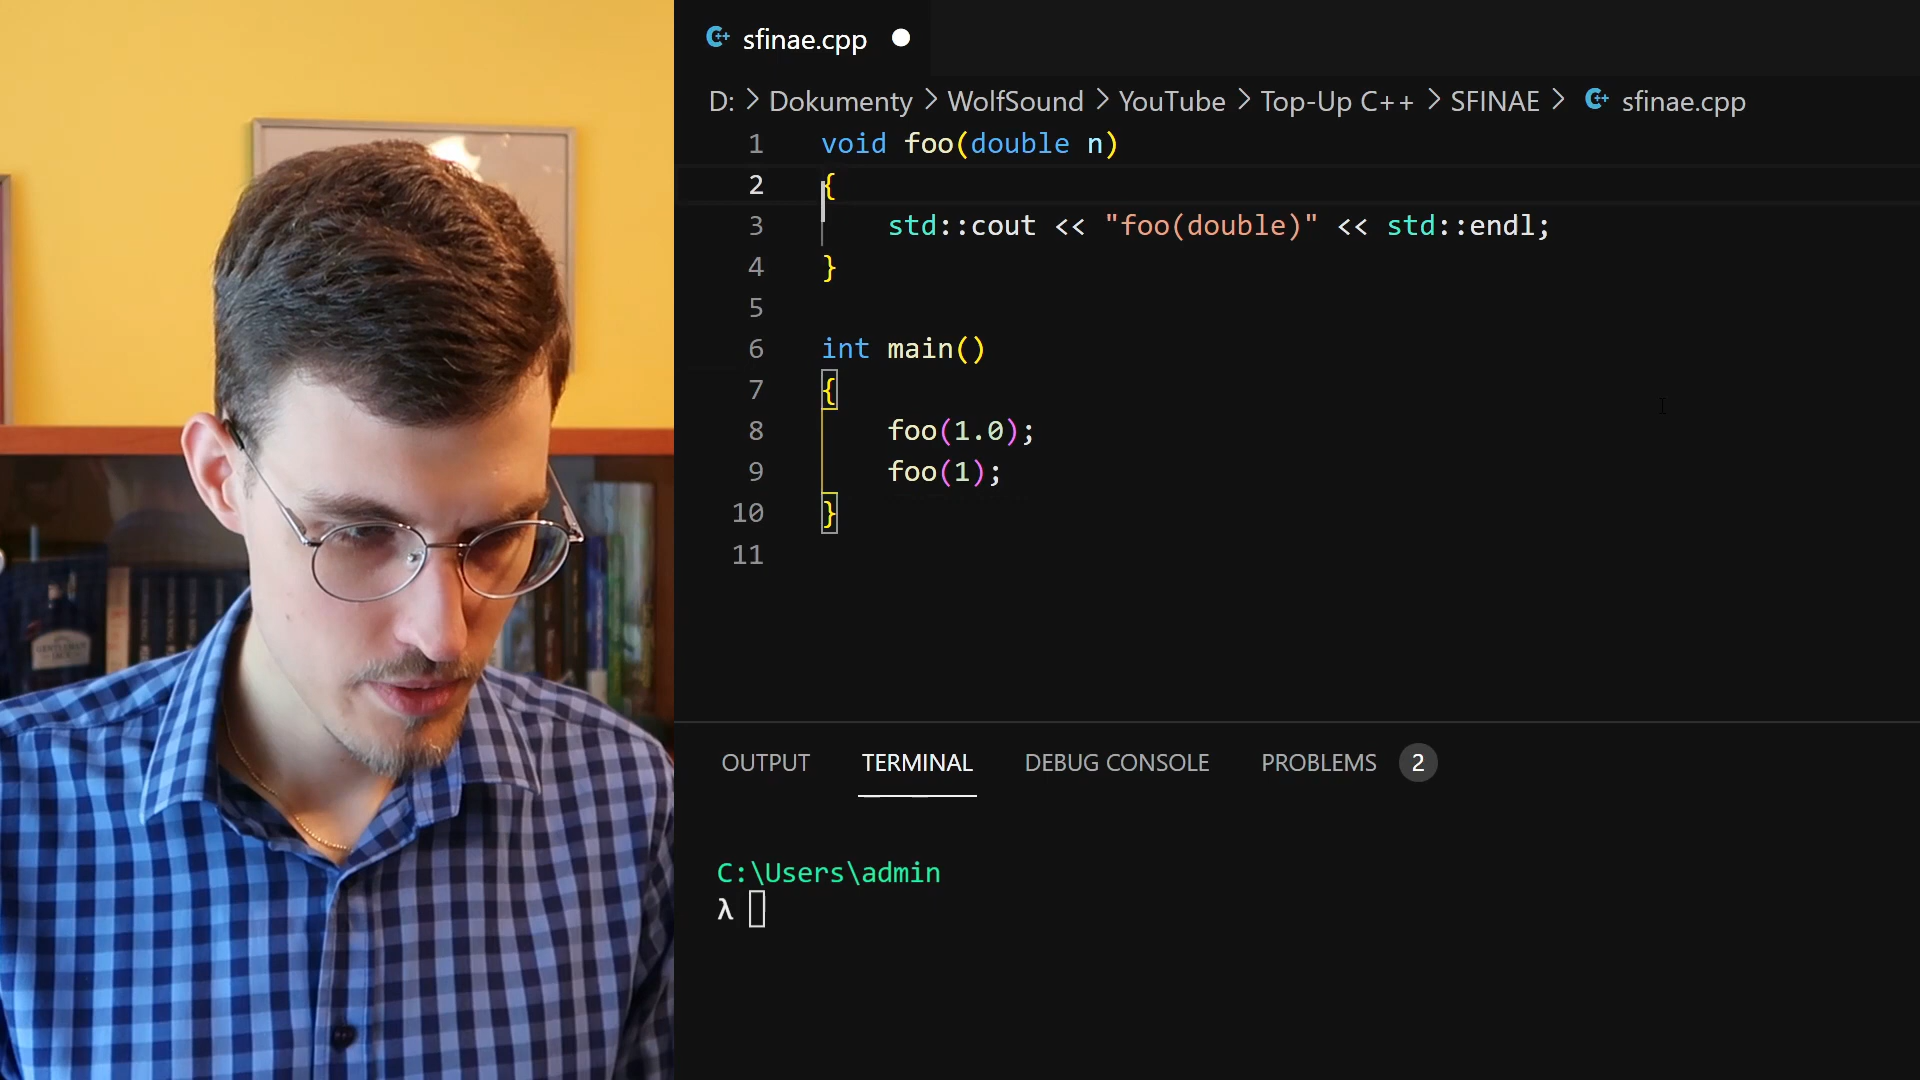 sfinae.cpp
D: > Dokumenty > WolfSound > YouTube > Top-Up C++ > SFINAE > sfinae.cpp
1 void foo(double n)
2 {
3 std::cout << "foo(double)" << std::endl;
4 }
5
6 int main()
7 {
8 foo(1.0);
9 foo(1);
10 }
11
OUTPUT TERMINAL DEBUG CONSOLE PROBLEMS 2
C:\Users\admin
λ